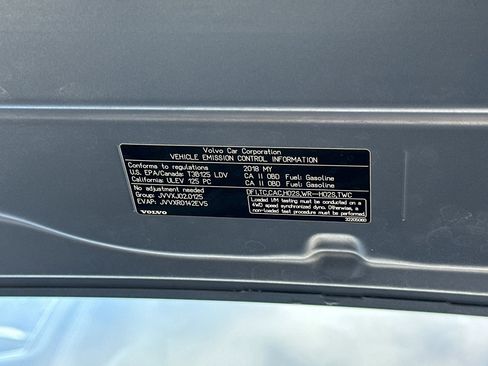 Volvo Car Corporation
VEHICLE EMISSION CONTROL INFORMATION
Conforms to regulations 2018 MY
U.S. EPA/Canada: T3B125 LDV CA II OBD Fuel: Gasoline
California: ULEV 125 PC CA II OBD Fuel: Gasoline
No adjustment needed DFI,TC,CAC,HO2S,WR-HO2S,TWC
Group: JVVXJ02.0125
EVAP: JVVXR0142EV5
Loaded I/M testing must be conducted on a
4WD speed synchronized dyno. Otherwise, a
non-loaded test procedure must be performed.
VOLVO 32205060